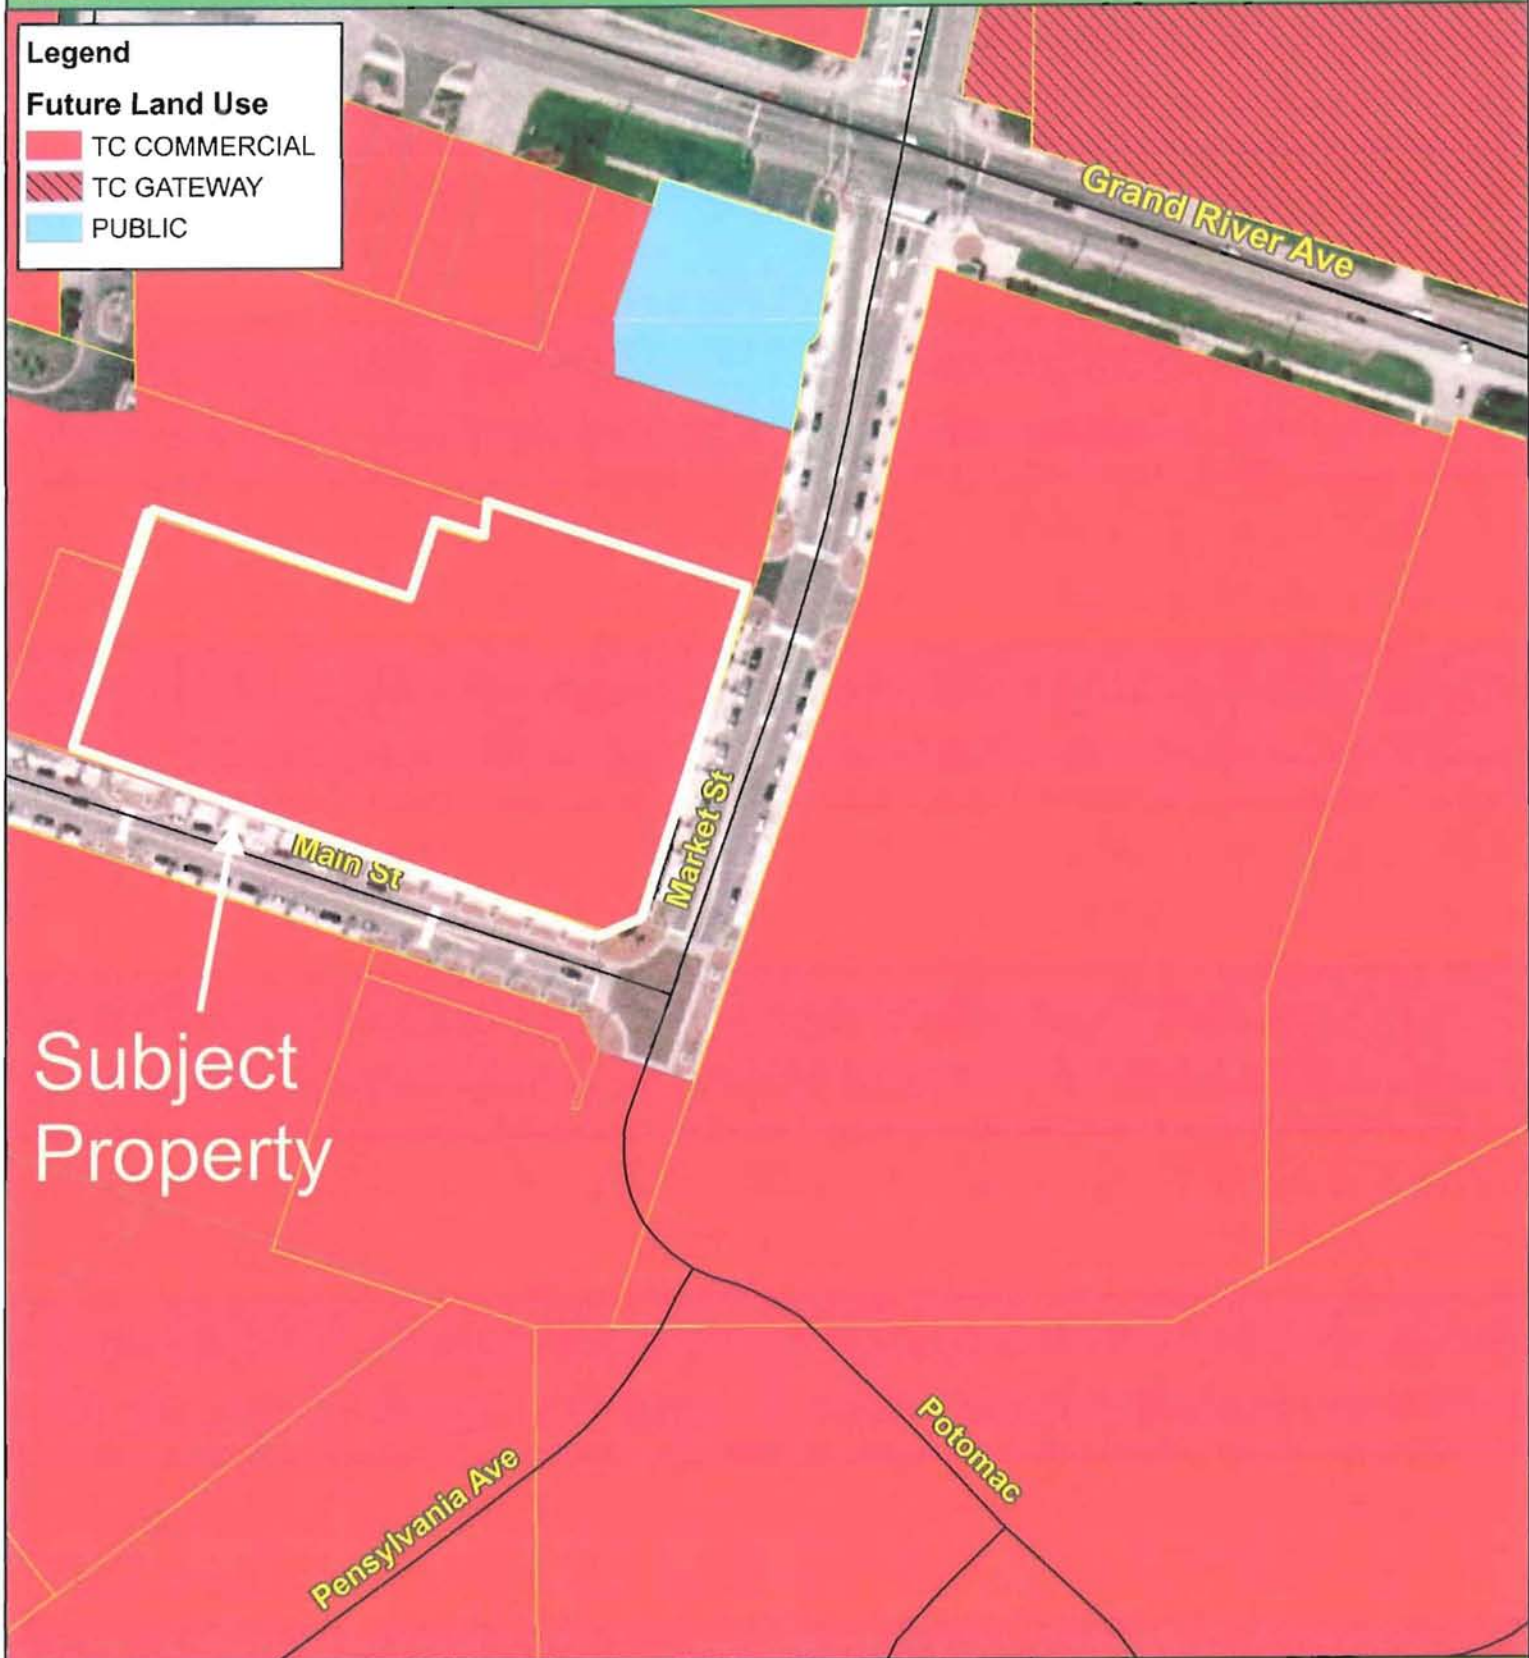 Legend
Future Land Use
TC COMMERCIAL
TC GATEWAY
PUBLIC
Grand River Ave
Market St
Main St
Subject
Property
Potomac
Pensylvania Ave